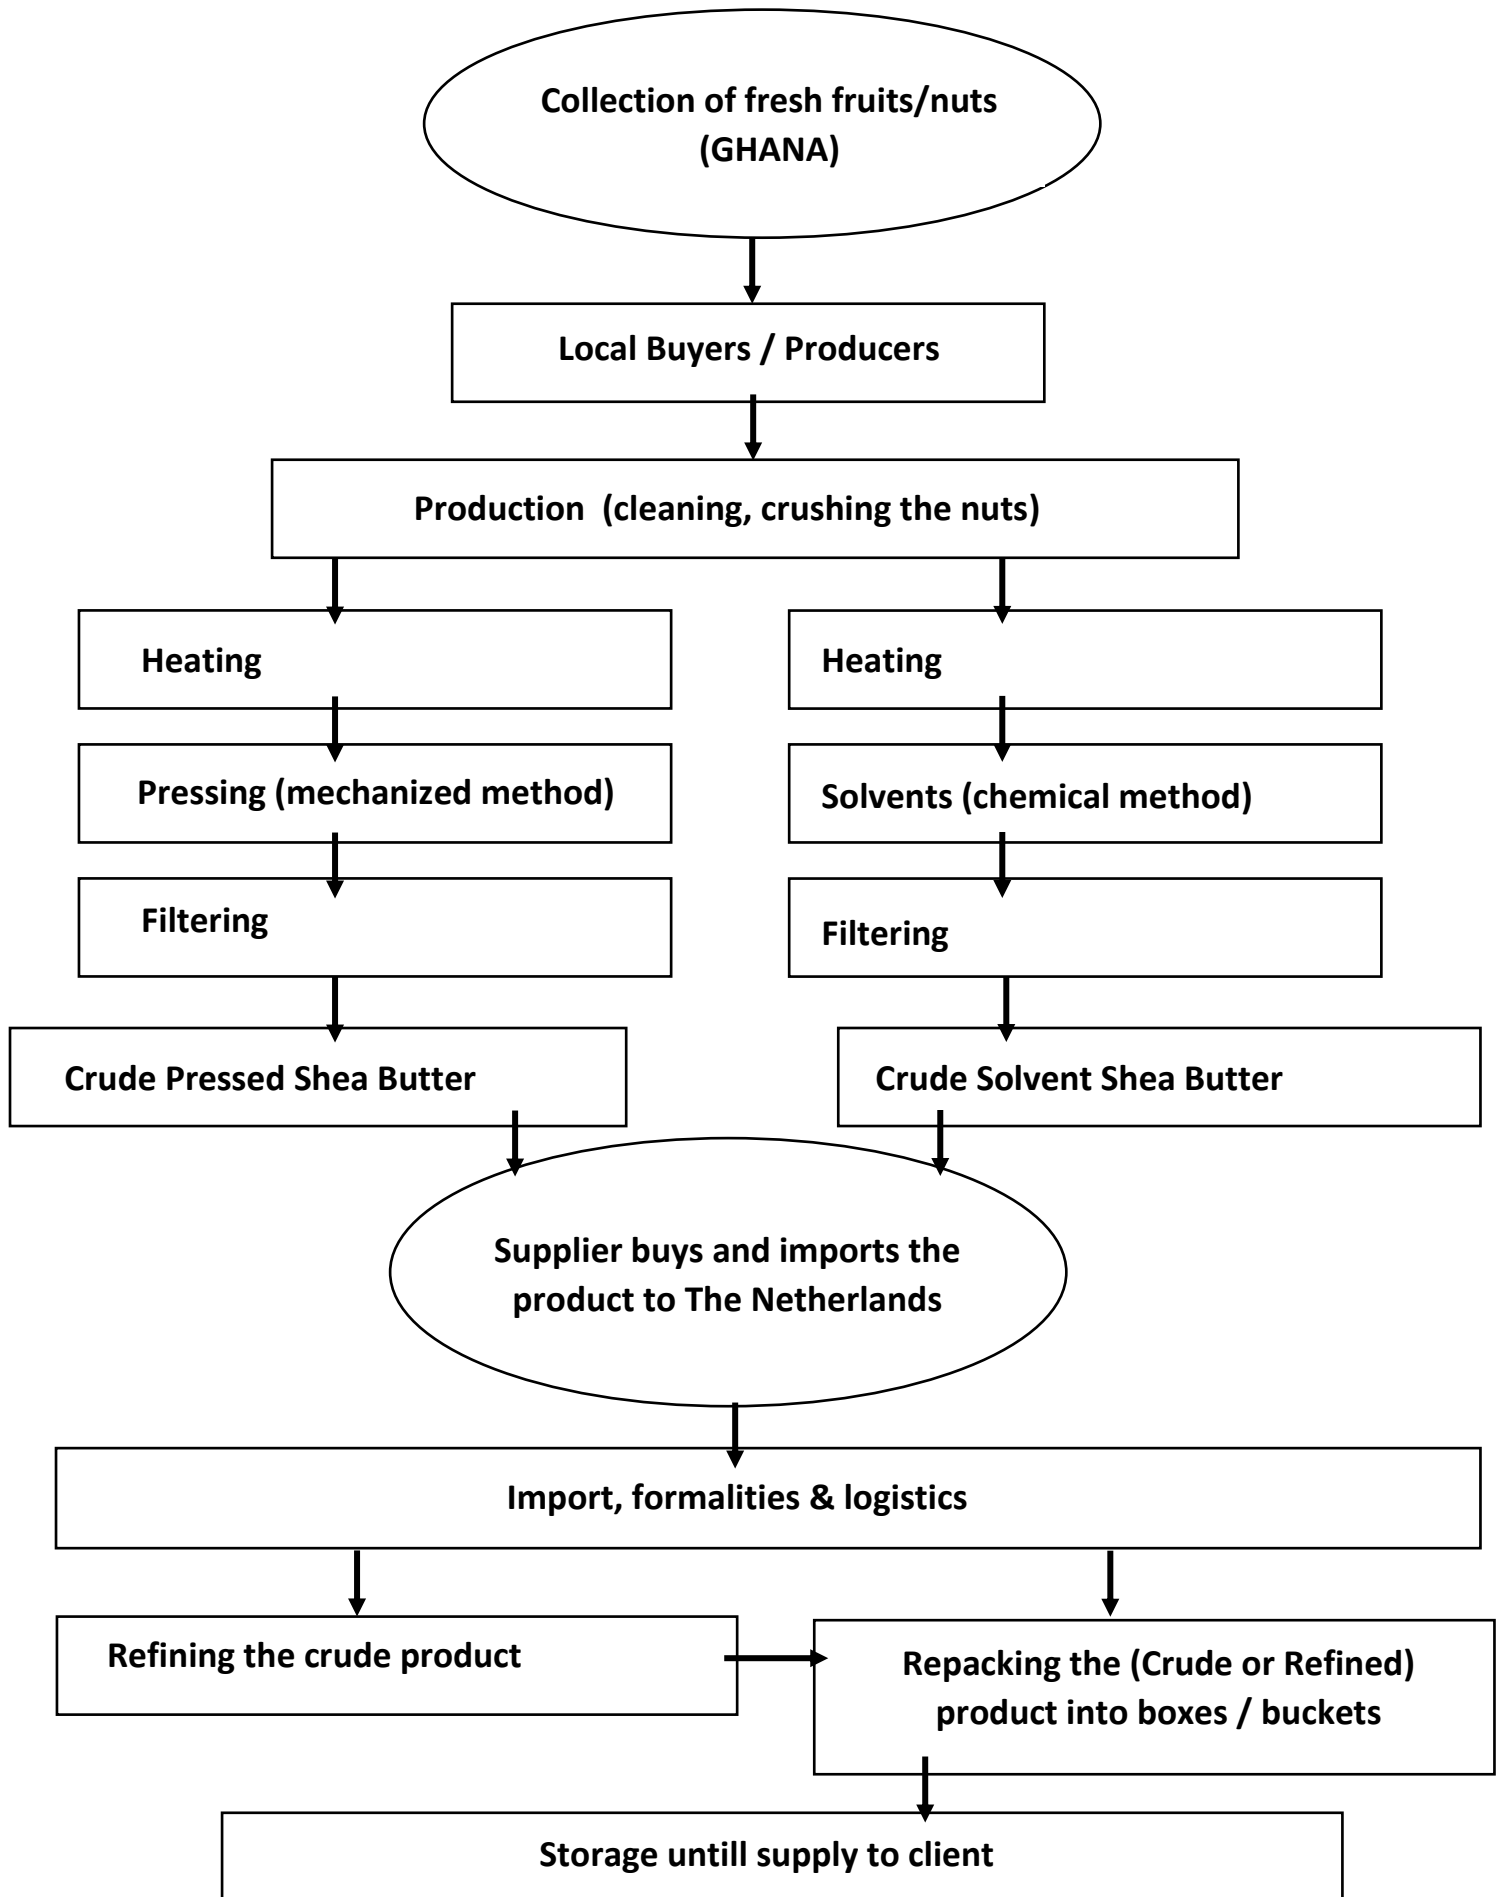 Collection of fresh fruits/nuts
(GHANA)
Local Buyers / Producers
Production  (cleaning, crushing the nuts)
Heating
Heating
Pressing (mechanized method)
Solvents (chemical method)
Filtering
Filtering
Crude Pressed Shea Butter
Crude Solvent Shea Butter
Supplier buys and imports the
product to The Netherlands
Import, formalities & logistics
Refining the crude product
Repacking the (Crude or Refined)
product into boxes / buckets
Storage untill supply to client